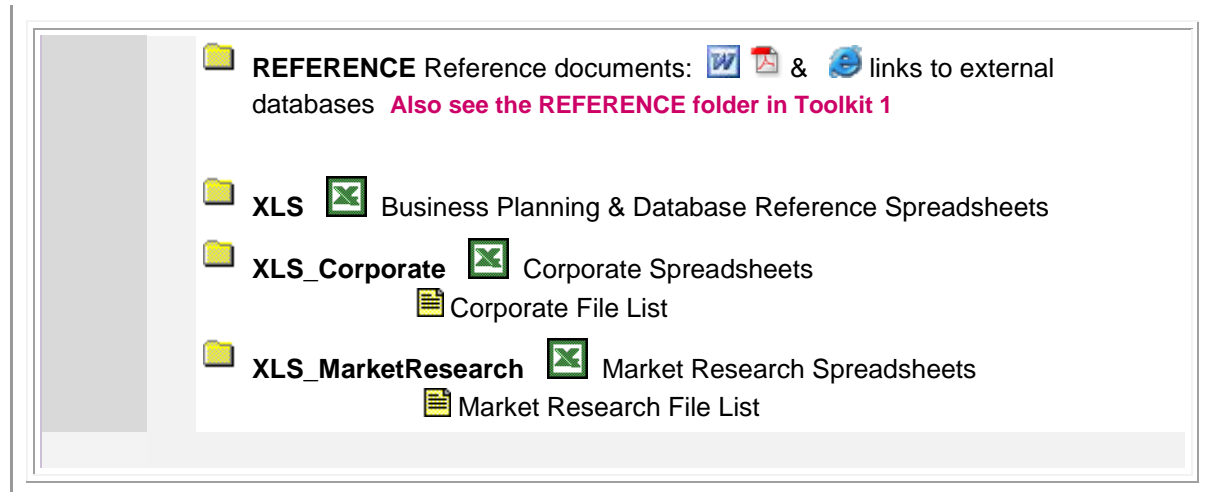 REFERENCE Reference documents: & links to external
databases Also see the REFERENCE folder in Toolkit 1
XLS Business Planning & Database Reference Spreadsheets
XLS_Corporate Corporate Spreadsheets
Corporate File List
XLS_MarketResearch Market Research Spreadsheets
Market Research File List